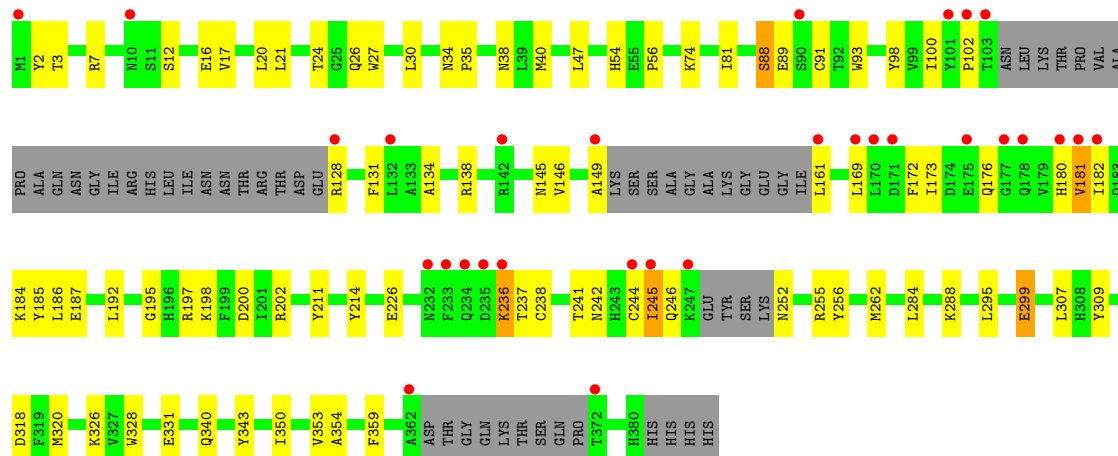 M1 Y2 T3 R7 N10 S11 S12 E16 V17 L20 L21 T24 G25 Q26 W27 L30 N34 P35 N38 L39 M40 L47 H54 E55 P56 K74 I81 S88 E89 S90 C91 T92 W93 Y98 V99 I100 Y101 P102 T103 ASN LEU LYS THR PRO VAL ALA
PRO ALA GLN ASN GLY ILE ARG HIS LEU ILE ASN ASN THR ARG THR ASP GLU R128 F131 L132 A133 A134 R138 R142 N145 V146 A149 LYS SER SER ALA GLY ALA LYS GLN GLY GLU GLY ILE L161 L169 L170 D171 F172 I173 D174 E175 Q176 G177 Q178 V179 H180 V181 I182
K184 Y185 L186 E187 L192 G195 H196 R197 K198 F199 D200 I201 R202 Y211 Y214 E226 N232 F233 Q234 D235 K236 T237 C238 T241 N242 H243 C244 I245 Q246 K247 GLU TYR SER LYS N252 R255 Y256 M262 L284 K288 L295 E299 L307 H308 Y309
D318 F319 M320 K326 V327 W328 E331 Q340 Y343 I350 V353 A354 F359 A362 ASP THR GLY GLN LYS THR SER GLN PRO T372 H380 HIS HIS HIS HIS